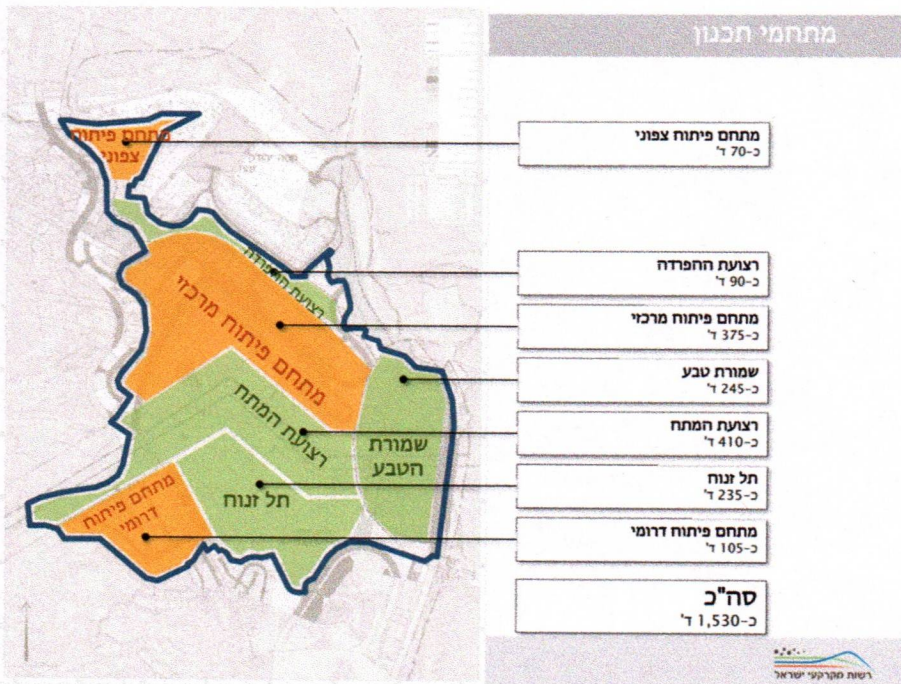 מתחמי תכנון
מתחם פיתוח צפוני
כ-70 ד'
רצועת ההפרדה
כ-90 ד'
מתחם פיתוח מרכזי
כ-375 ד'
שמורת טבע
כ-245 ד'
רצועת המתח
כ-410 ד'
תל זנוח
כ-235 ד'
מתחם פיתוח דרומי
כ-105 ד'
סה"כ
כ-1,530 ד'
רשות מקרקעי ישראל
מתחם פיתוח
צפוני
רצועת ההפרדה
מתחם פיתוח מרכזי
רצועת המתח
שמורת
הטבע
תל זנוח
מתחם פיתוח
דרומי